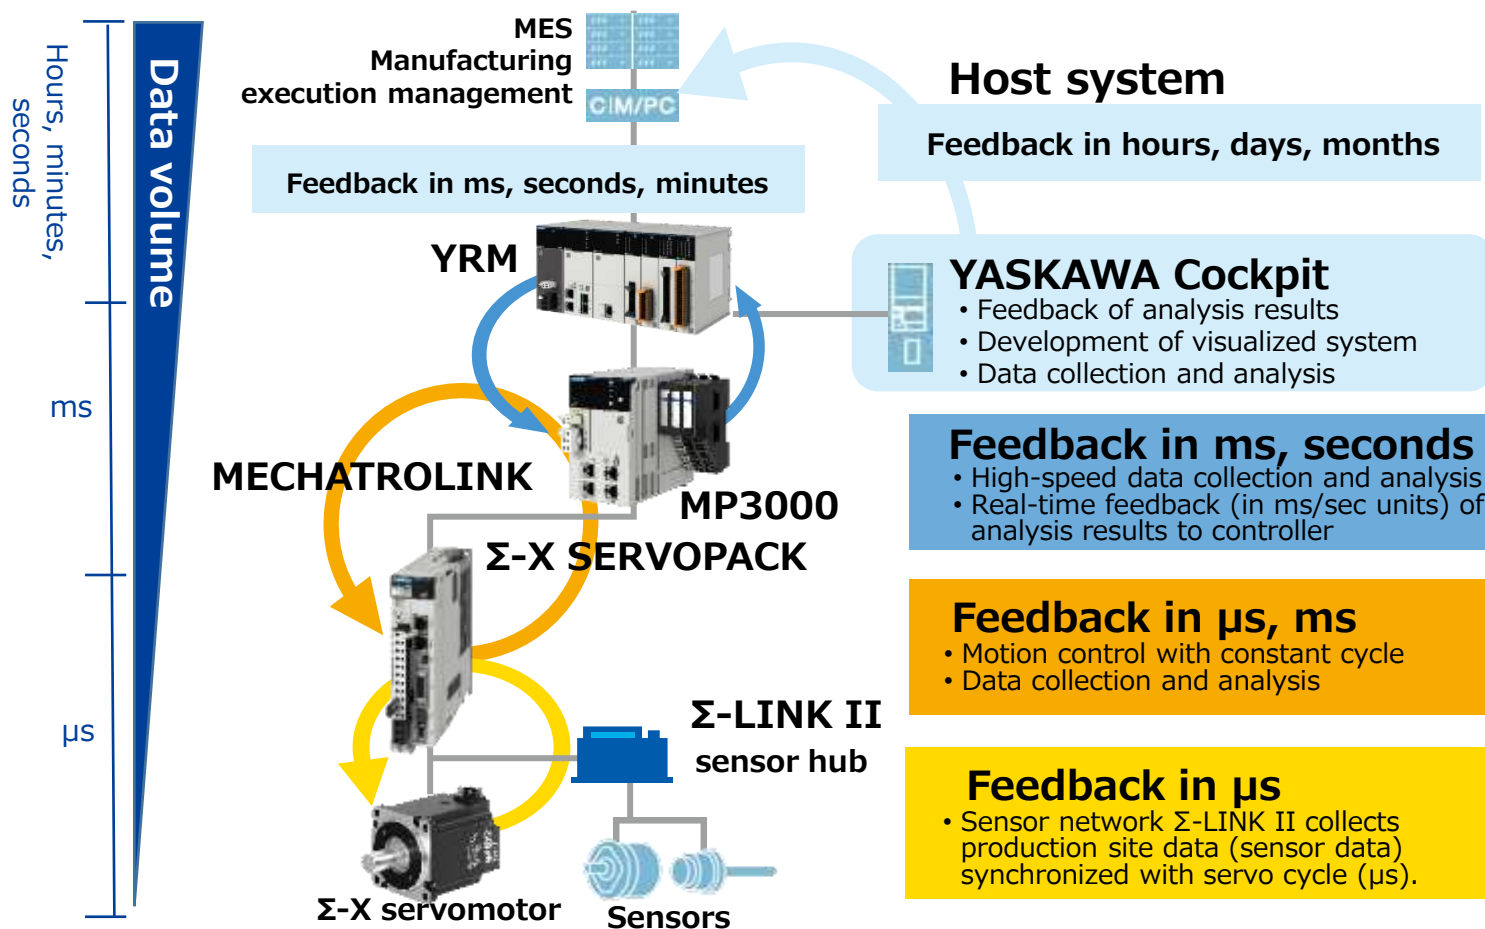 MES
Manufacturing
execution management
CIM/PC
Host system
Feedback in hours, days, months
Feedback in ms, seconds, minutes
Hours, minutes,
seconds
Data volume
ms
μs
YRM
YASKAWA Cockpit
• Feedback of analysis results
• Development of visualized system
• Data collection and analysis
MECHATROLINK
MP3000
Feedback in ms, seconds
• High-speed data collection and analysis
• Real-time feedback (in ms/sec units) of
analysis results to controller
Σ-X SERVOPACK
Feedback in μs, ms
• Motion control with constant cycle
• Data collection and analysis
Σ-LINK II
sensor hub
Feedback in μs
• Sensor network Σ-LINK II collects
production site data (sensor data)
synchronized with servo cycle (μs).
Σ-X servomotor
Sensors